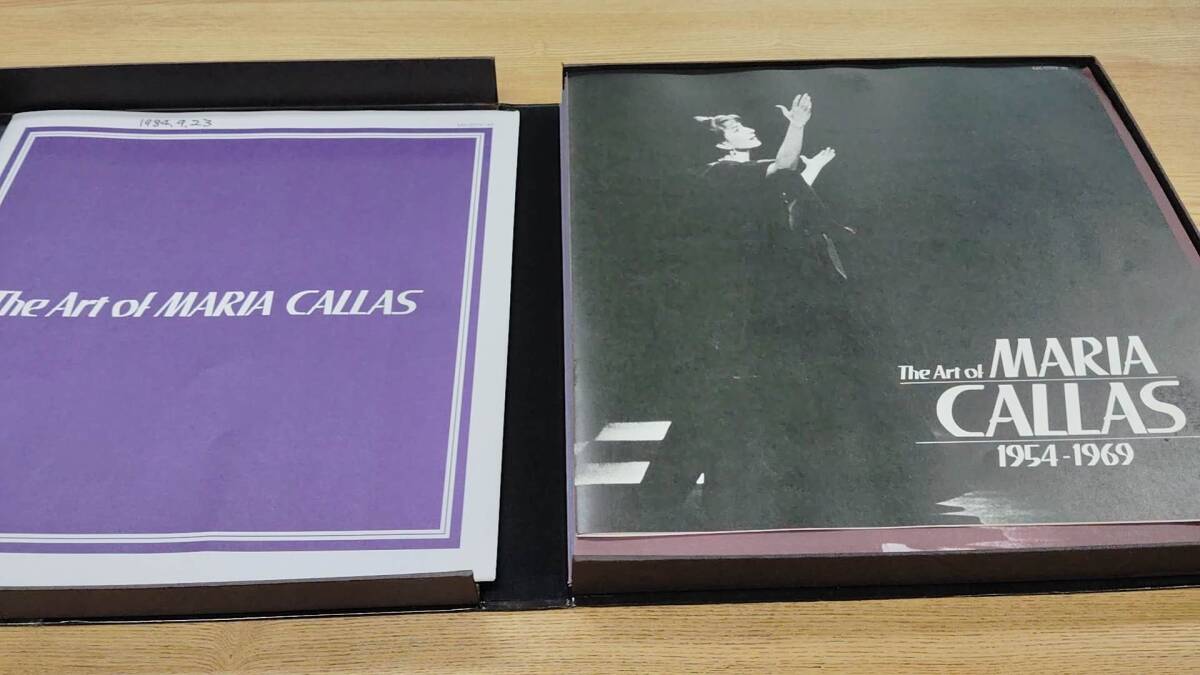 1984.9.23
The Art of MARIA CALLAS
The Art of MARIA
CALLAS
1954-1969